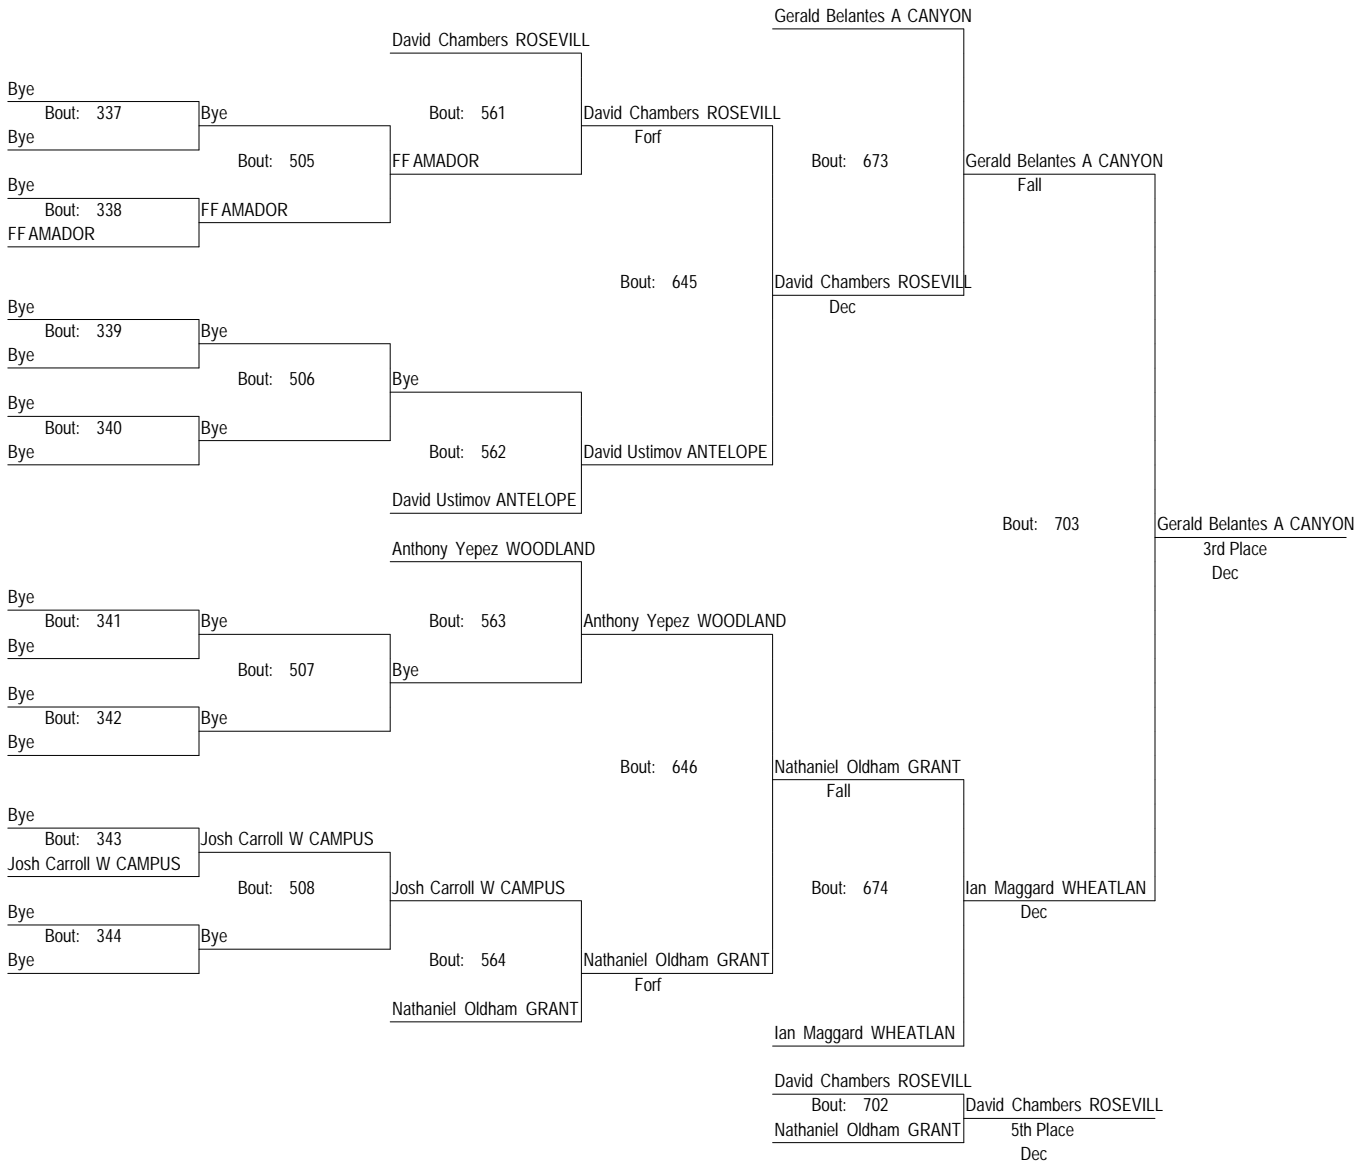 Gerald Belantes A CANYON
David Chambers ROSEVILL
Bye
Bout: 337
Bye
Bye
Bout: 561
David Chambers ROSEVILL
Forf
Bout: 505
FF AMADOR
Bout: 673
Gerald Belantes A CANYON
Fall
Bye
Bout: 338
FF AMADOR
FF AMADOR
Bout: 645
David Chambers ROSEVILL
Dec
Bye
Bout: 339
Bye
Bye
Bout: 506
Bye
Bye
Bout: 340
Bye
Bye
Bout: 562
David Ustimov ANTELOPE
David Ustimov ANTELOPE
Bout: 703
Gerald Belantes A CANYON
3rd Place
Dec
Anthony Yepez WOODLAND
Bye
Bout: 341
Bye
Bye
Bout: 563
Anthony Yepez WOODLAND
Bout: 507
Bye
Bye
Bout: 342
Bye
Bye
Bout: 646
Nathaniel Oldham GRANT
Fall
Bye
Bout: 343
Josh Carroll W CAMPUS
Josh Carroll W CAMPUS
Bout: 508
Josh Carroll W CAMPUS
Bout: 674
Ian Maggard WHEATLAN
Dec
Bye
Bout: 344
Bye
Bye
Bout: 564
Nathaniel Oldham GRANT
Forf
Nathaniel Oldham GRANT
Ian Maggard WHEATLAN
David Chambers ROSEVILL
Bout: 702
David Chambers ROSEVILL
Nathaniel Oldham GRANT
5th Place
Dec